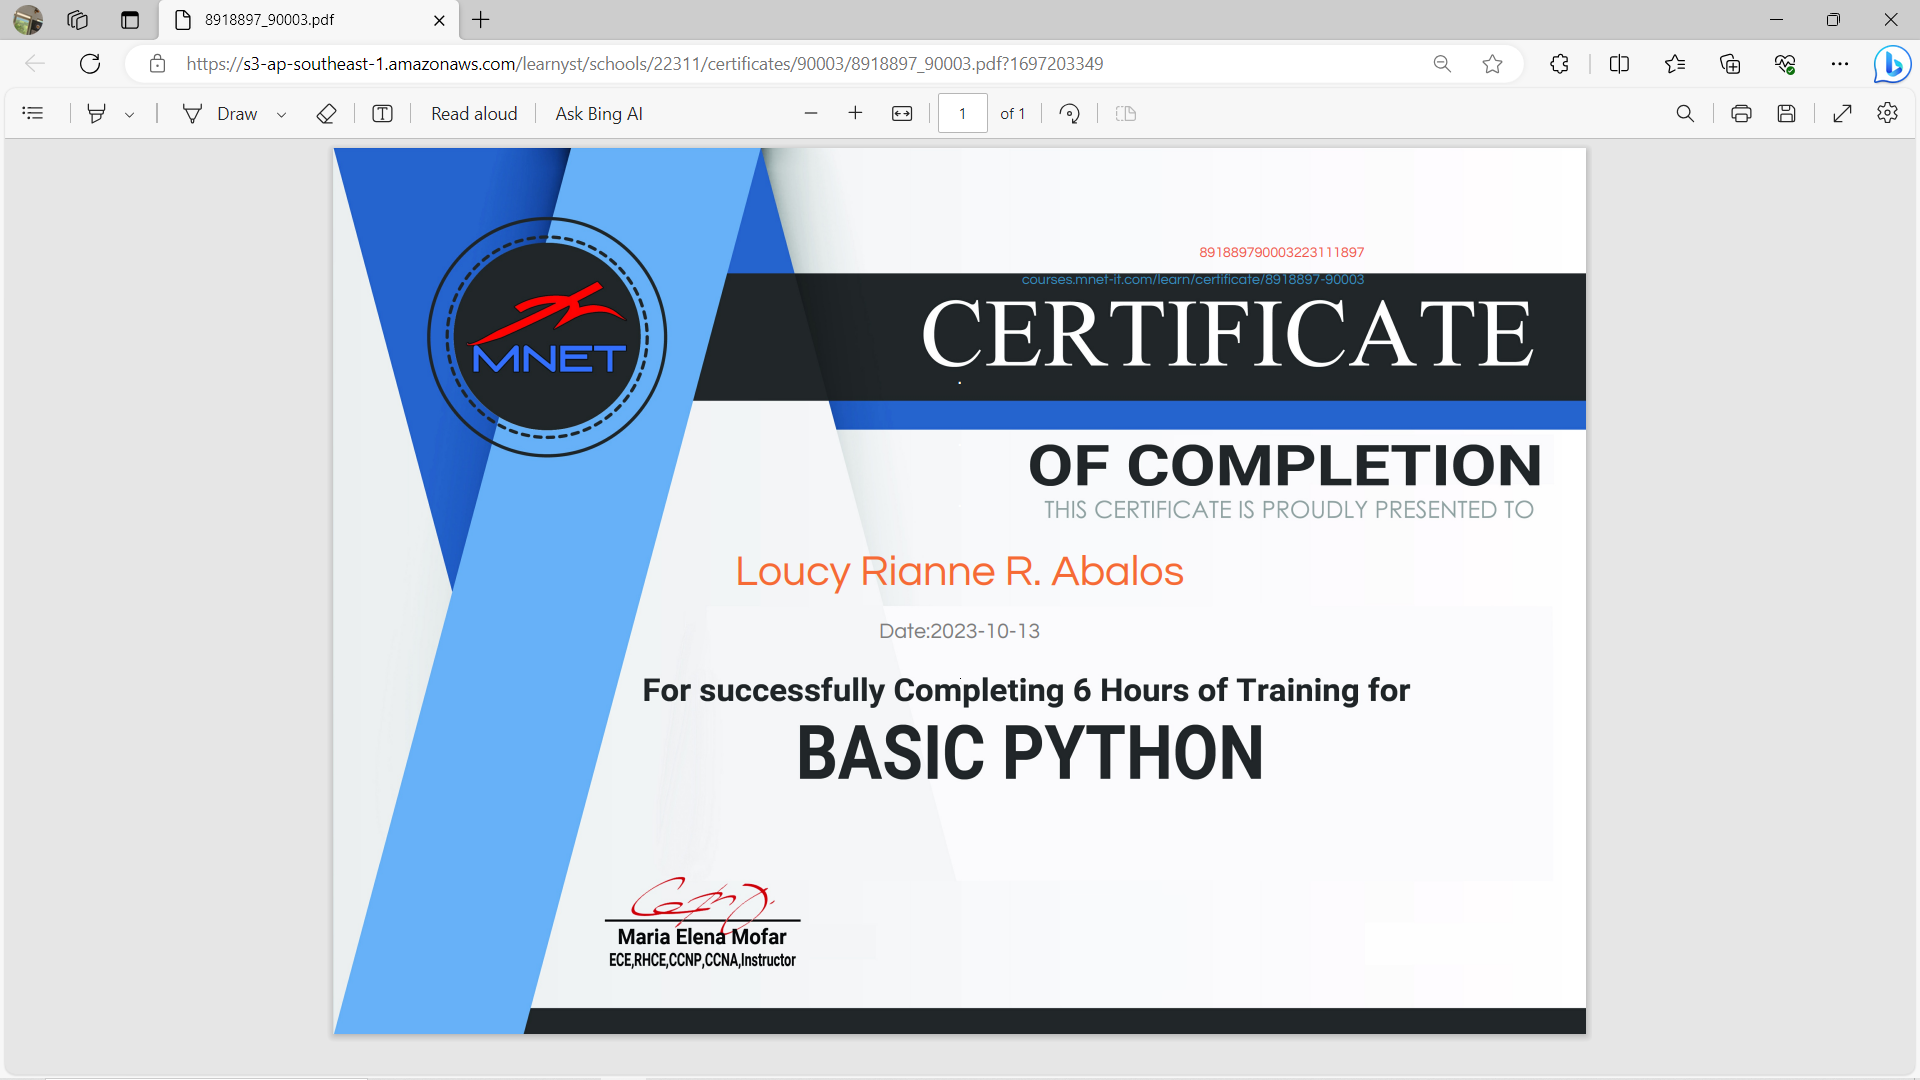 8918897_90003.pdf
https://s3-ap-southeast-1.amazonaws.com/learnyst/schools/22311/certificates/90003/8918897_90003.pdf?1697203349
Draw
Read aloud
Ask Bing AI
1
of 1
891889790003223111897
courses.mnet-it.com/learn/certificate/8918897-90003
MNET
CERTIFICATE
OF COMPLETION
THIS CERTIFICATE IS PROUDLY PRESENTED TO
Loucy Rianne R. Abalos
Date:2023-10-13
For successfully Completing 6 Hours of Training for
BASIC PYTHON
Maria Elena Mofar
ECE,RHCE,CCNP,CCNA,Instructor